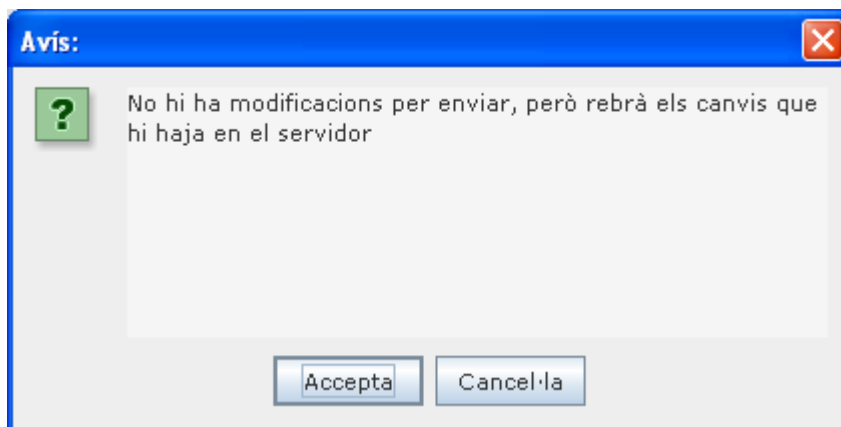 Avís:
No hi ha modificacions per enviar, però rebrà els canvis que
hi haja en el servidor
Accepta
Cancel·la